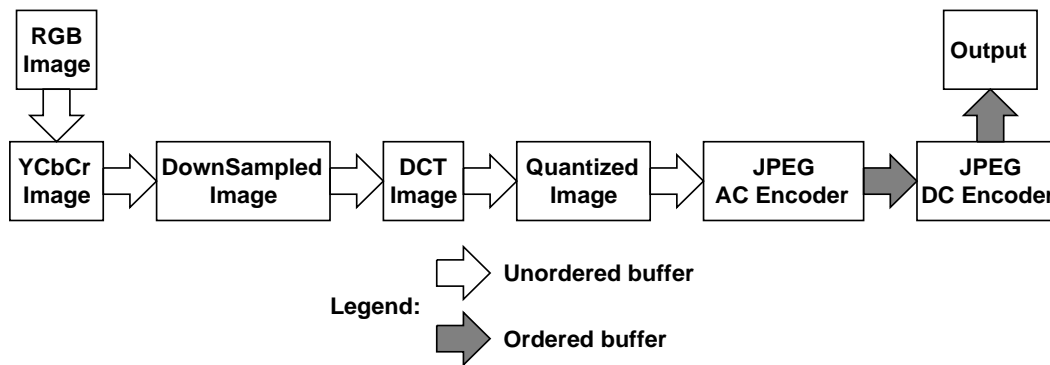 RGB
Image
Output
YCbCr
Image
DownSampled
Image
DCT
Image
Quantized
Image
JPEG
AC Encoder
JPEG
DC Encoder
Legend:
Unordered buffer
Ordered buffer